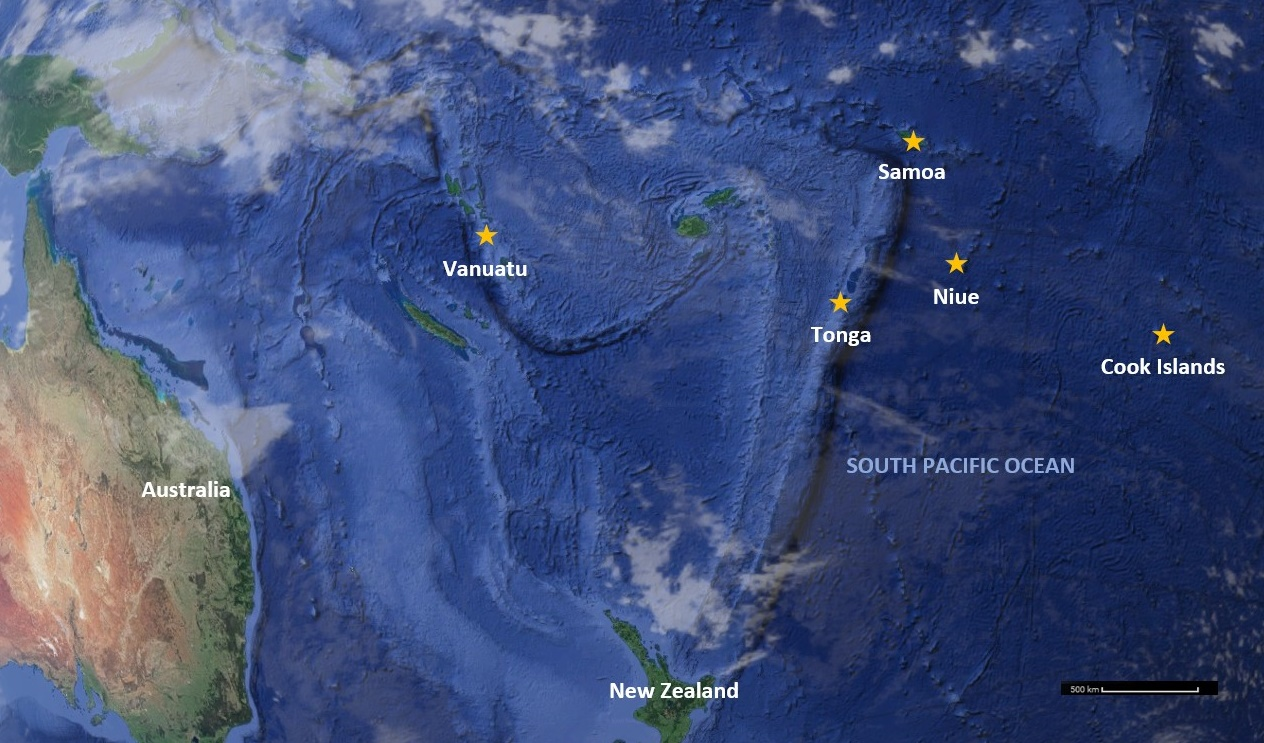 Samoa
Vanuatu
Niue
Tonga
Cook Islands
SOUTH PACIFIC OCEAN
Australia
New Zealand
500 km